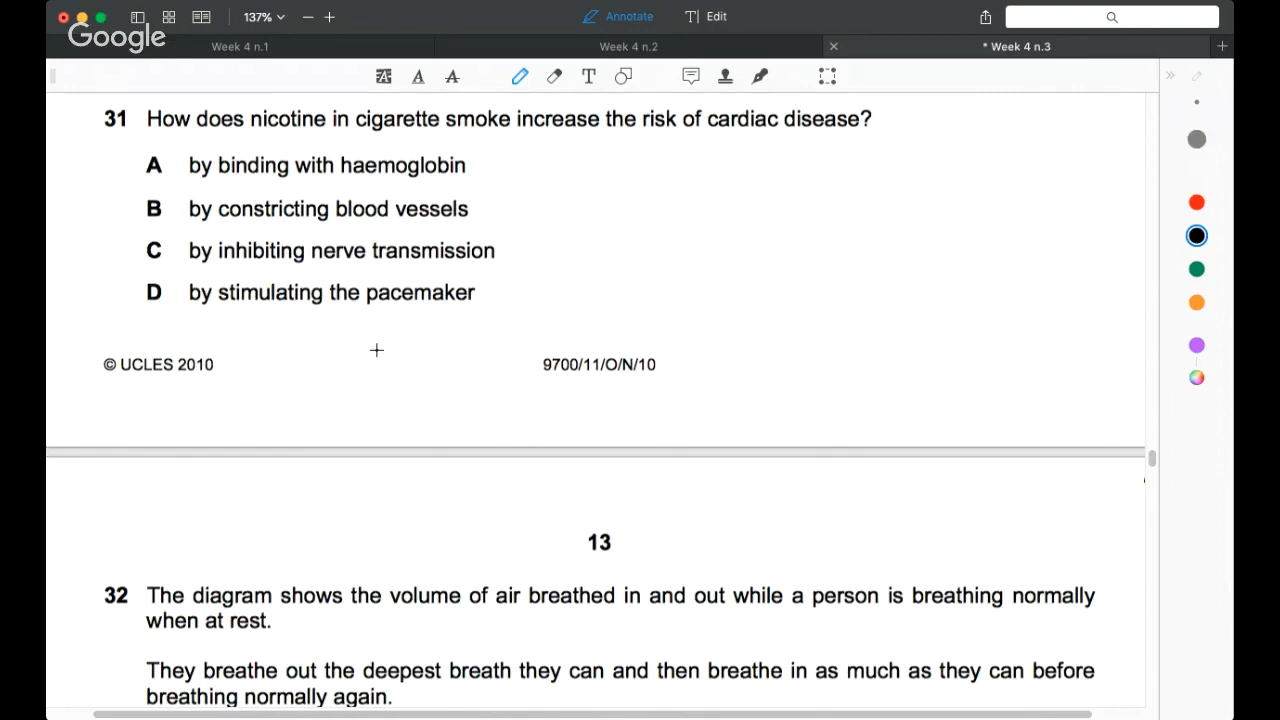 137%
Annotate
T| Edit
Google
Week 4 n.1
Week 4 n.2
* Week 4 n.3
31 How does nicotine in cigarette smoke increase the risk of cardiac disease?
A by binding with haemoglobin
B by constricting blood vessels
C by inhibiting nerve transmission
D by stimulating the pacemaker
© UCLES 2010 9700/11/O/N/10
13
32 The diagram shows the volume of air breathed in and out while a person is breathing normally
when at rest.
They breathe out the deepest breath they can and then breathe in as much as they can before
breathing normally again.